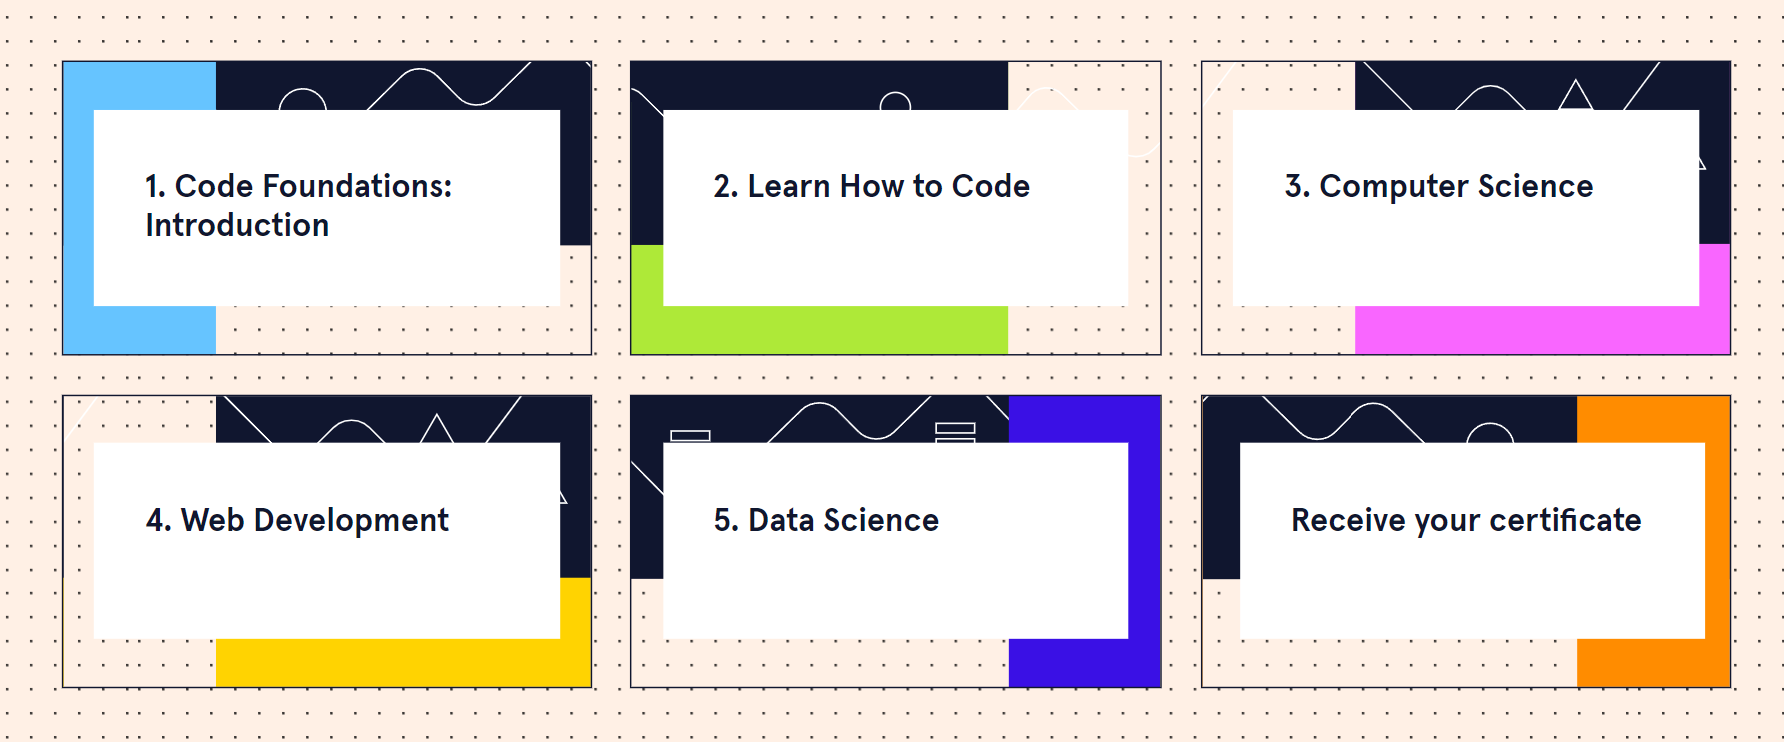 1. Code Foundations:
Introduction
2. Learn How to Code
3. Computer Science
4. Web Development
5. Data Science
Receive your certificate